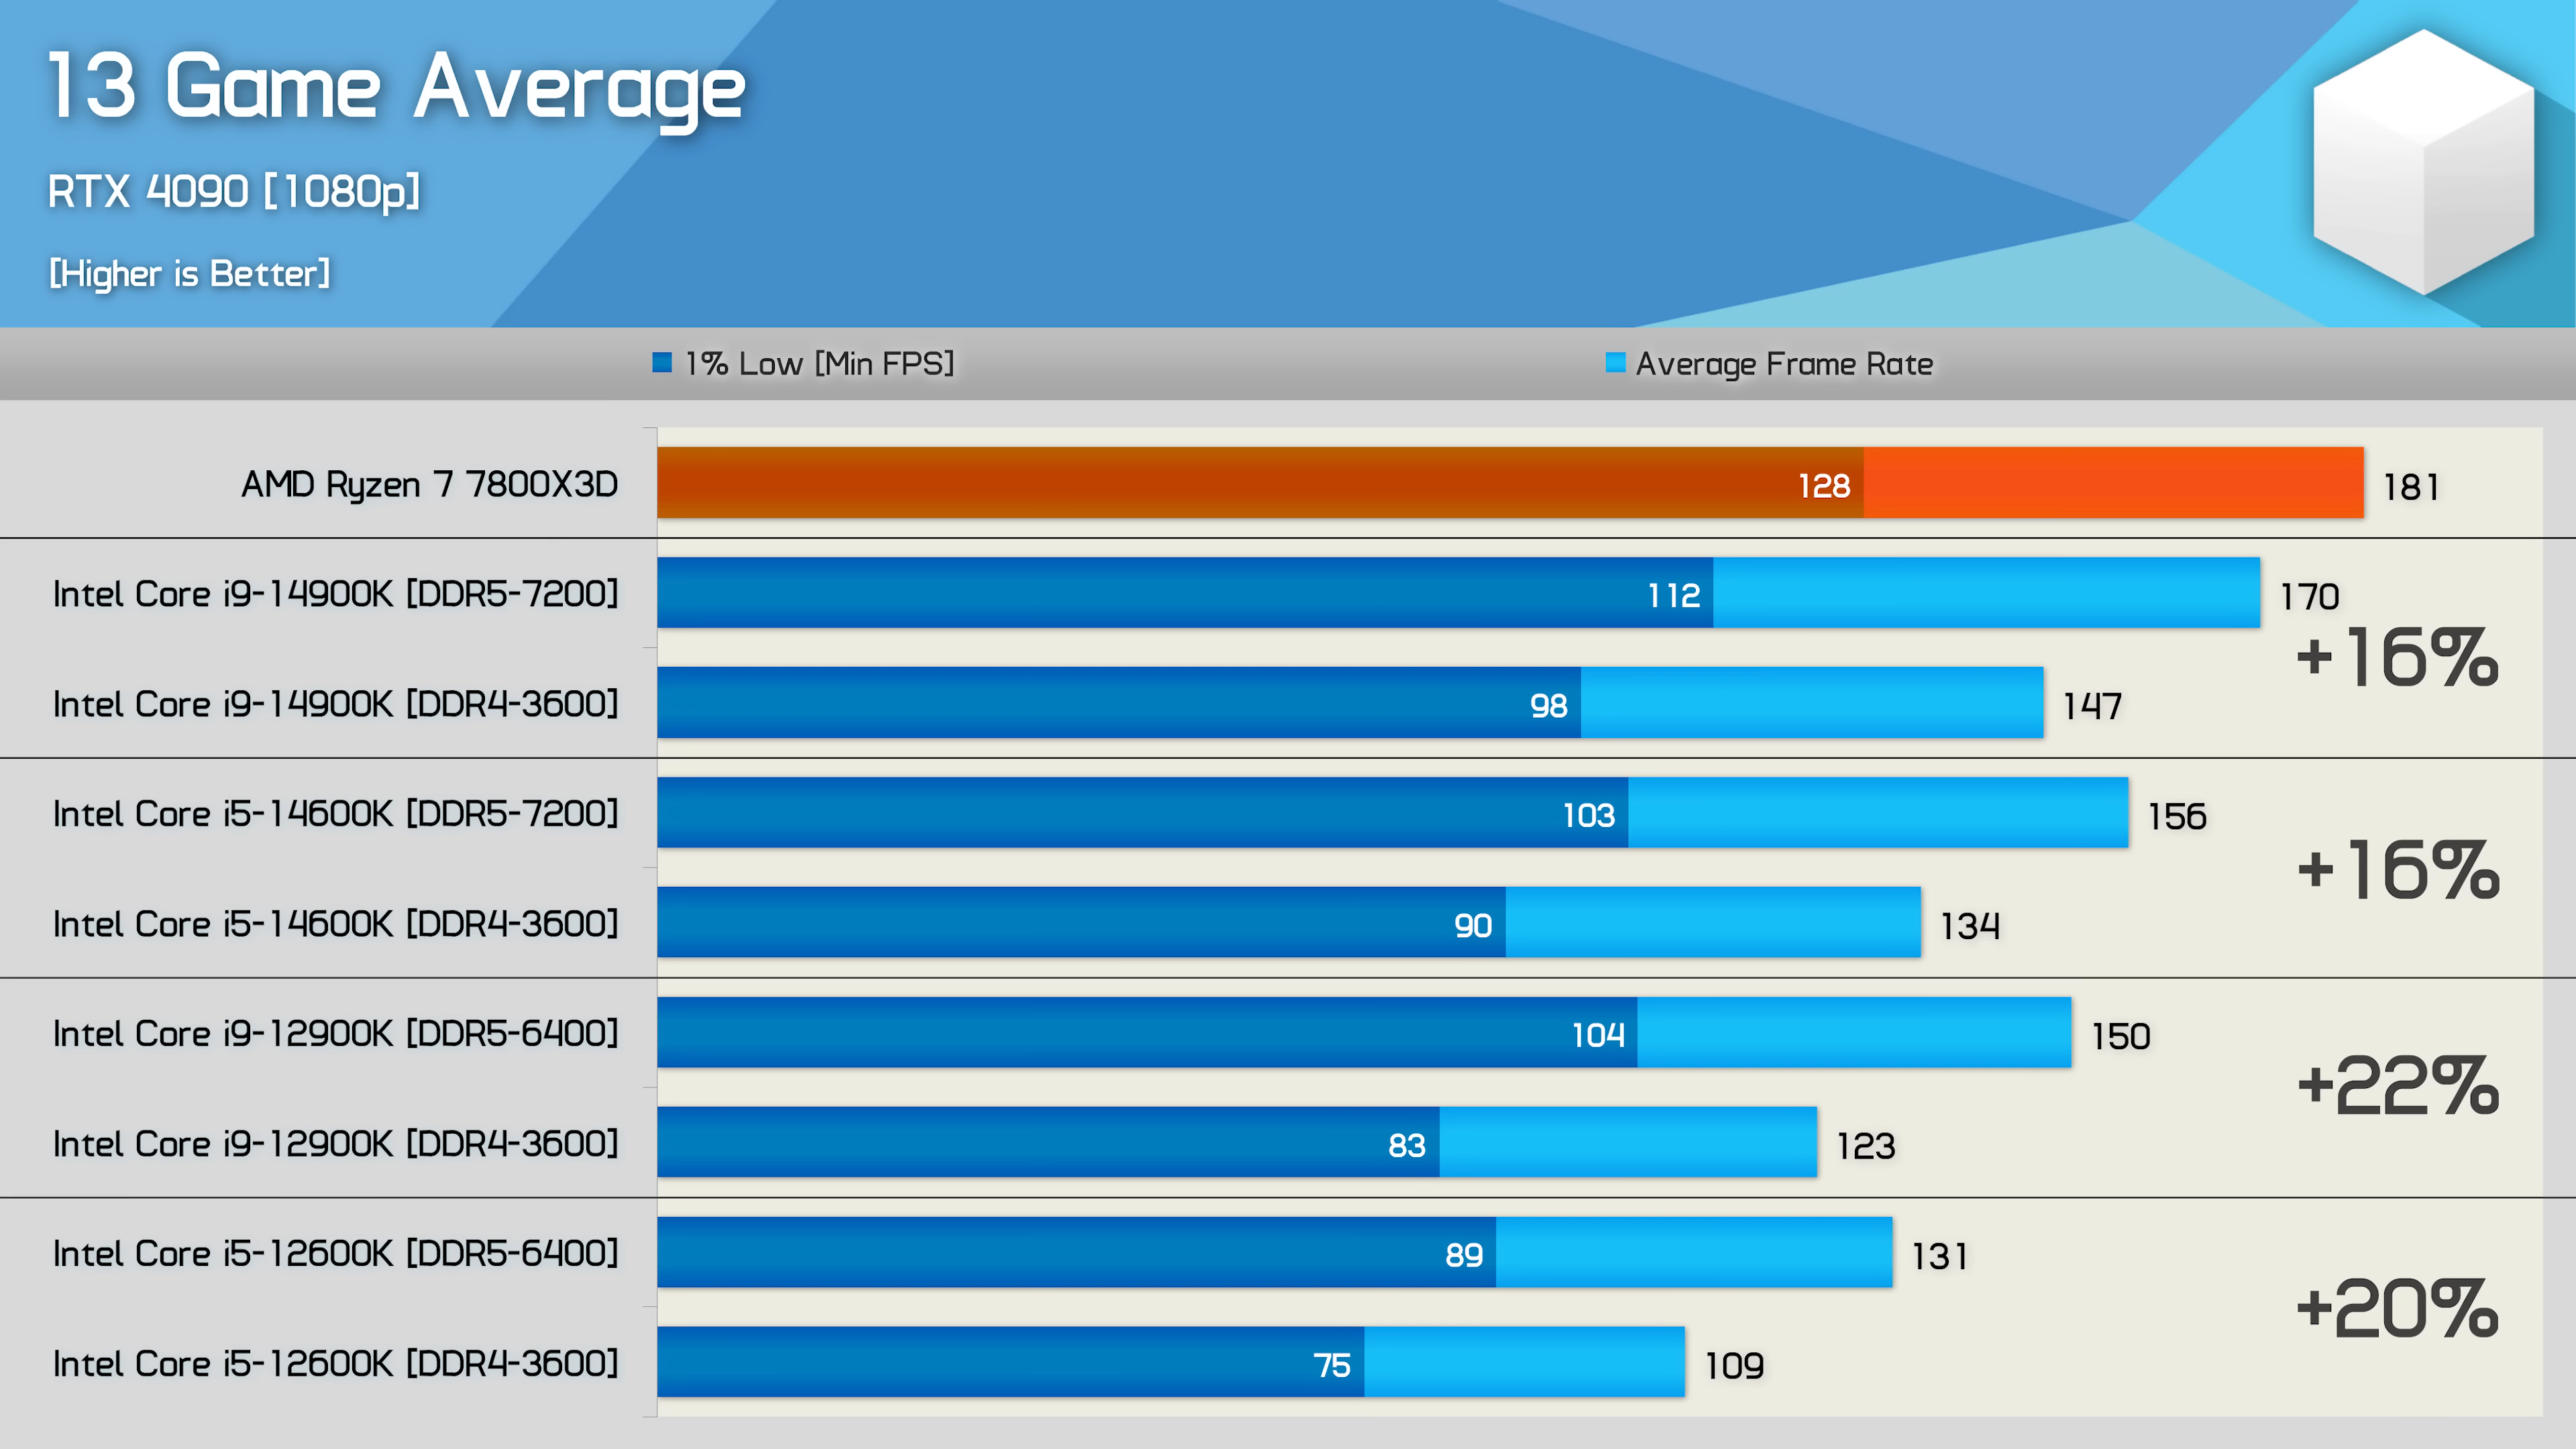 13 Game Average
RTX 4090 [1080p]
[Higher is Better]
1% Low [Min FPS] Average Frame Rate
AMD Ryzen 7 7800X3D 128 181
Intel Core i9-14900K [DDR5-7200] 112 170
+16%
Intel Core i9-14900K [DDR4-3600] 98 147
Intel Core i5-14600K [DDR5-7200] 103 156
+16%
Intel Core i5-14600K [DDR4-3600] 90 134
Intel Core i9-12900K [DDR5-6400] 104 150
+22%
Intel Core i9-12900K [DDR4-3600] 83 123
Intel Core i5-12600K [DDR5-6400] 89 131
+20%
Intel Core i5-12600K [DDR4-3600] 75 109